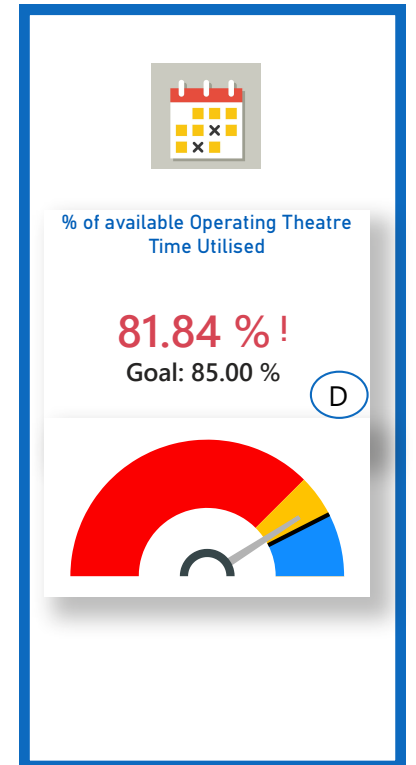 % of available Operating Theatre
Time Utilised
81.84 % !
Goal: 85.00 %
D